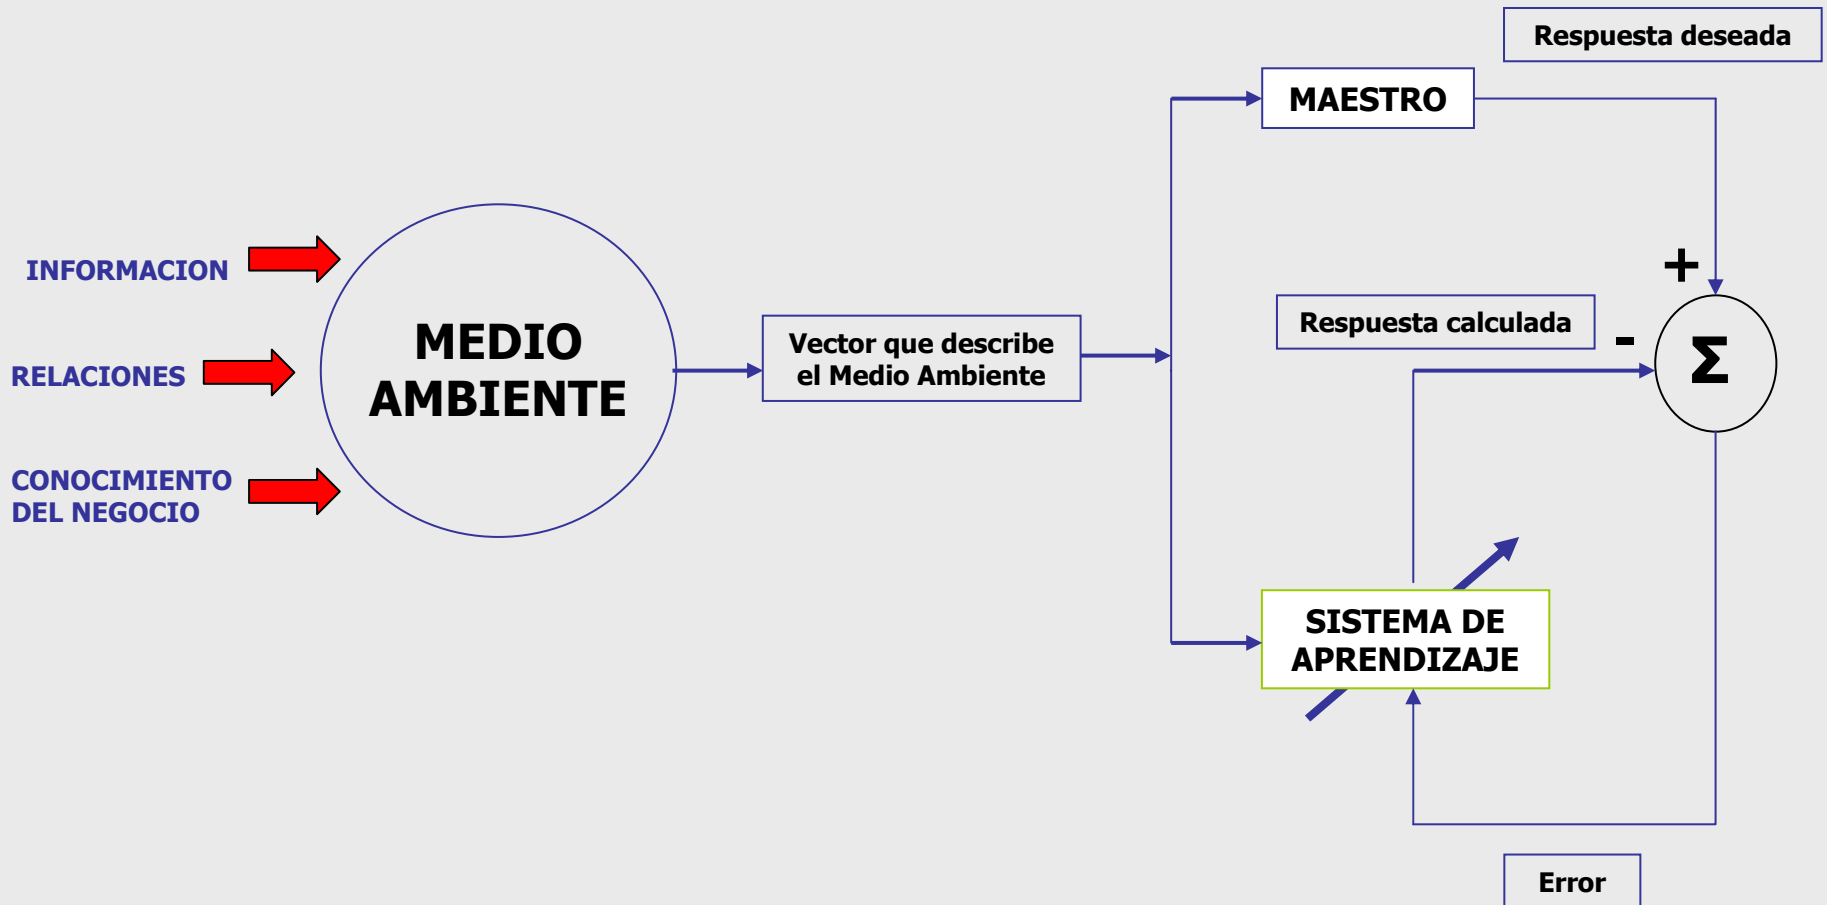 Respuesta deseada
MAESTRO
INFORMACION
RELACIONES
CONOCIMIENTO
DEL NEGOCIO
MEDIO
AMBIENTE
Vector que describe
el Medio Ambiente
Respuesta calculada
+
-
Σ
SISTEMA DE
APRENDIZAJE
Error